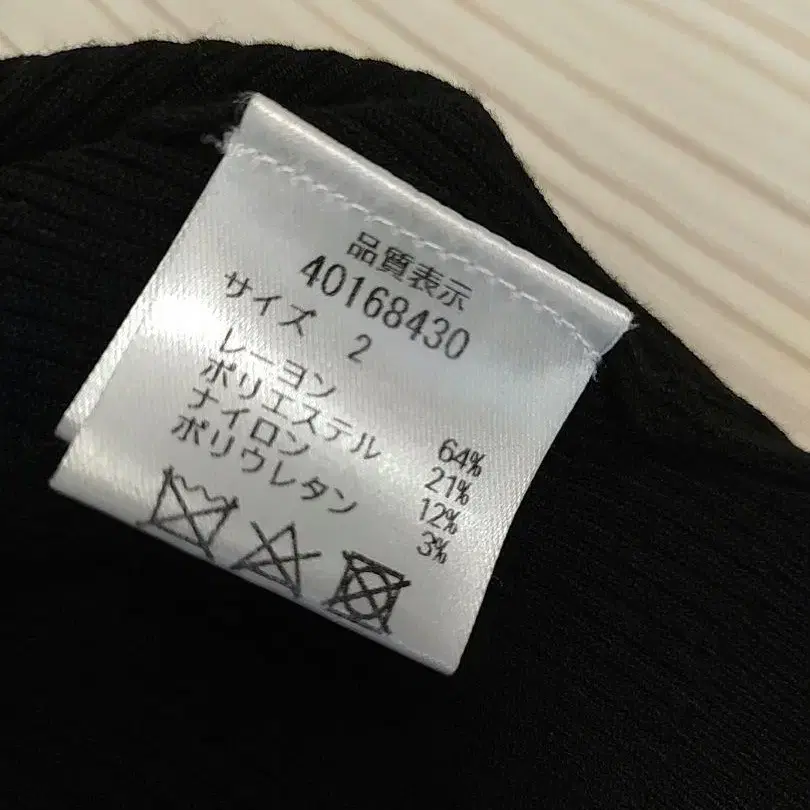 品質表示
40168430
サイズ 2
レーヨン 64%
ポリエステル 21%
ナイロン 12%
ポリウレタン 3%